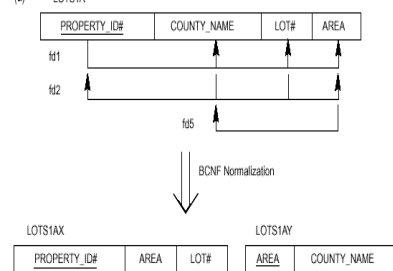 (a) LOTS1A
PROPERTY_ID# COUNTY_NAME LOT# AREA
fd1
fd2
fd5
BCNF Normalization
LOTS1AX LOTS1AY
PROPERTY_ID# AREA LOT# AREA COUNTY_NAME